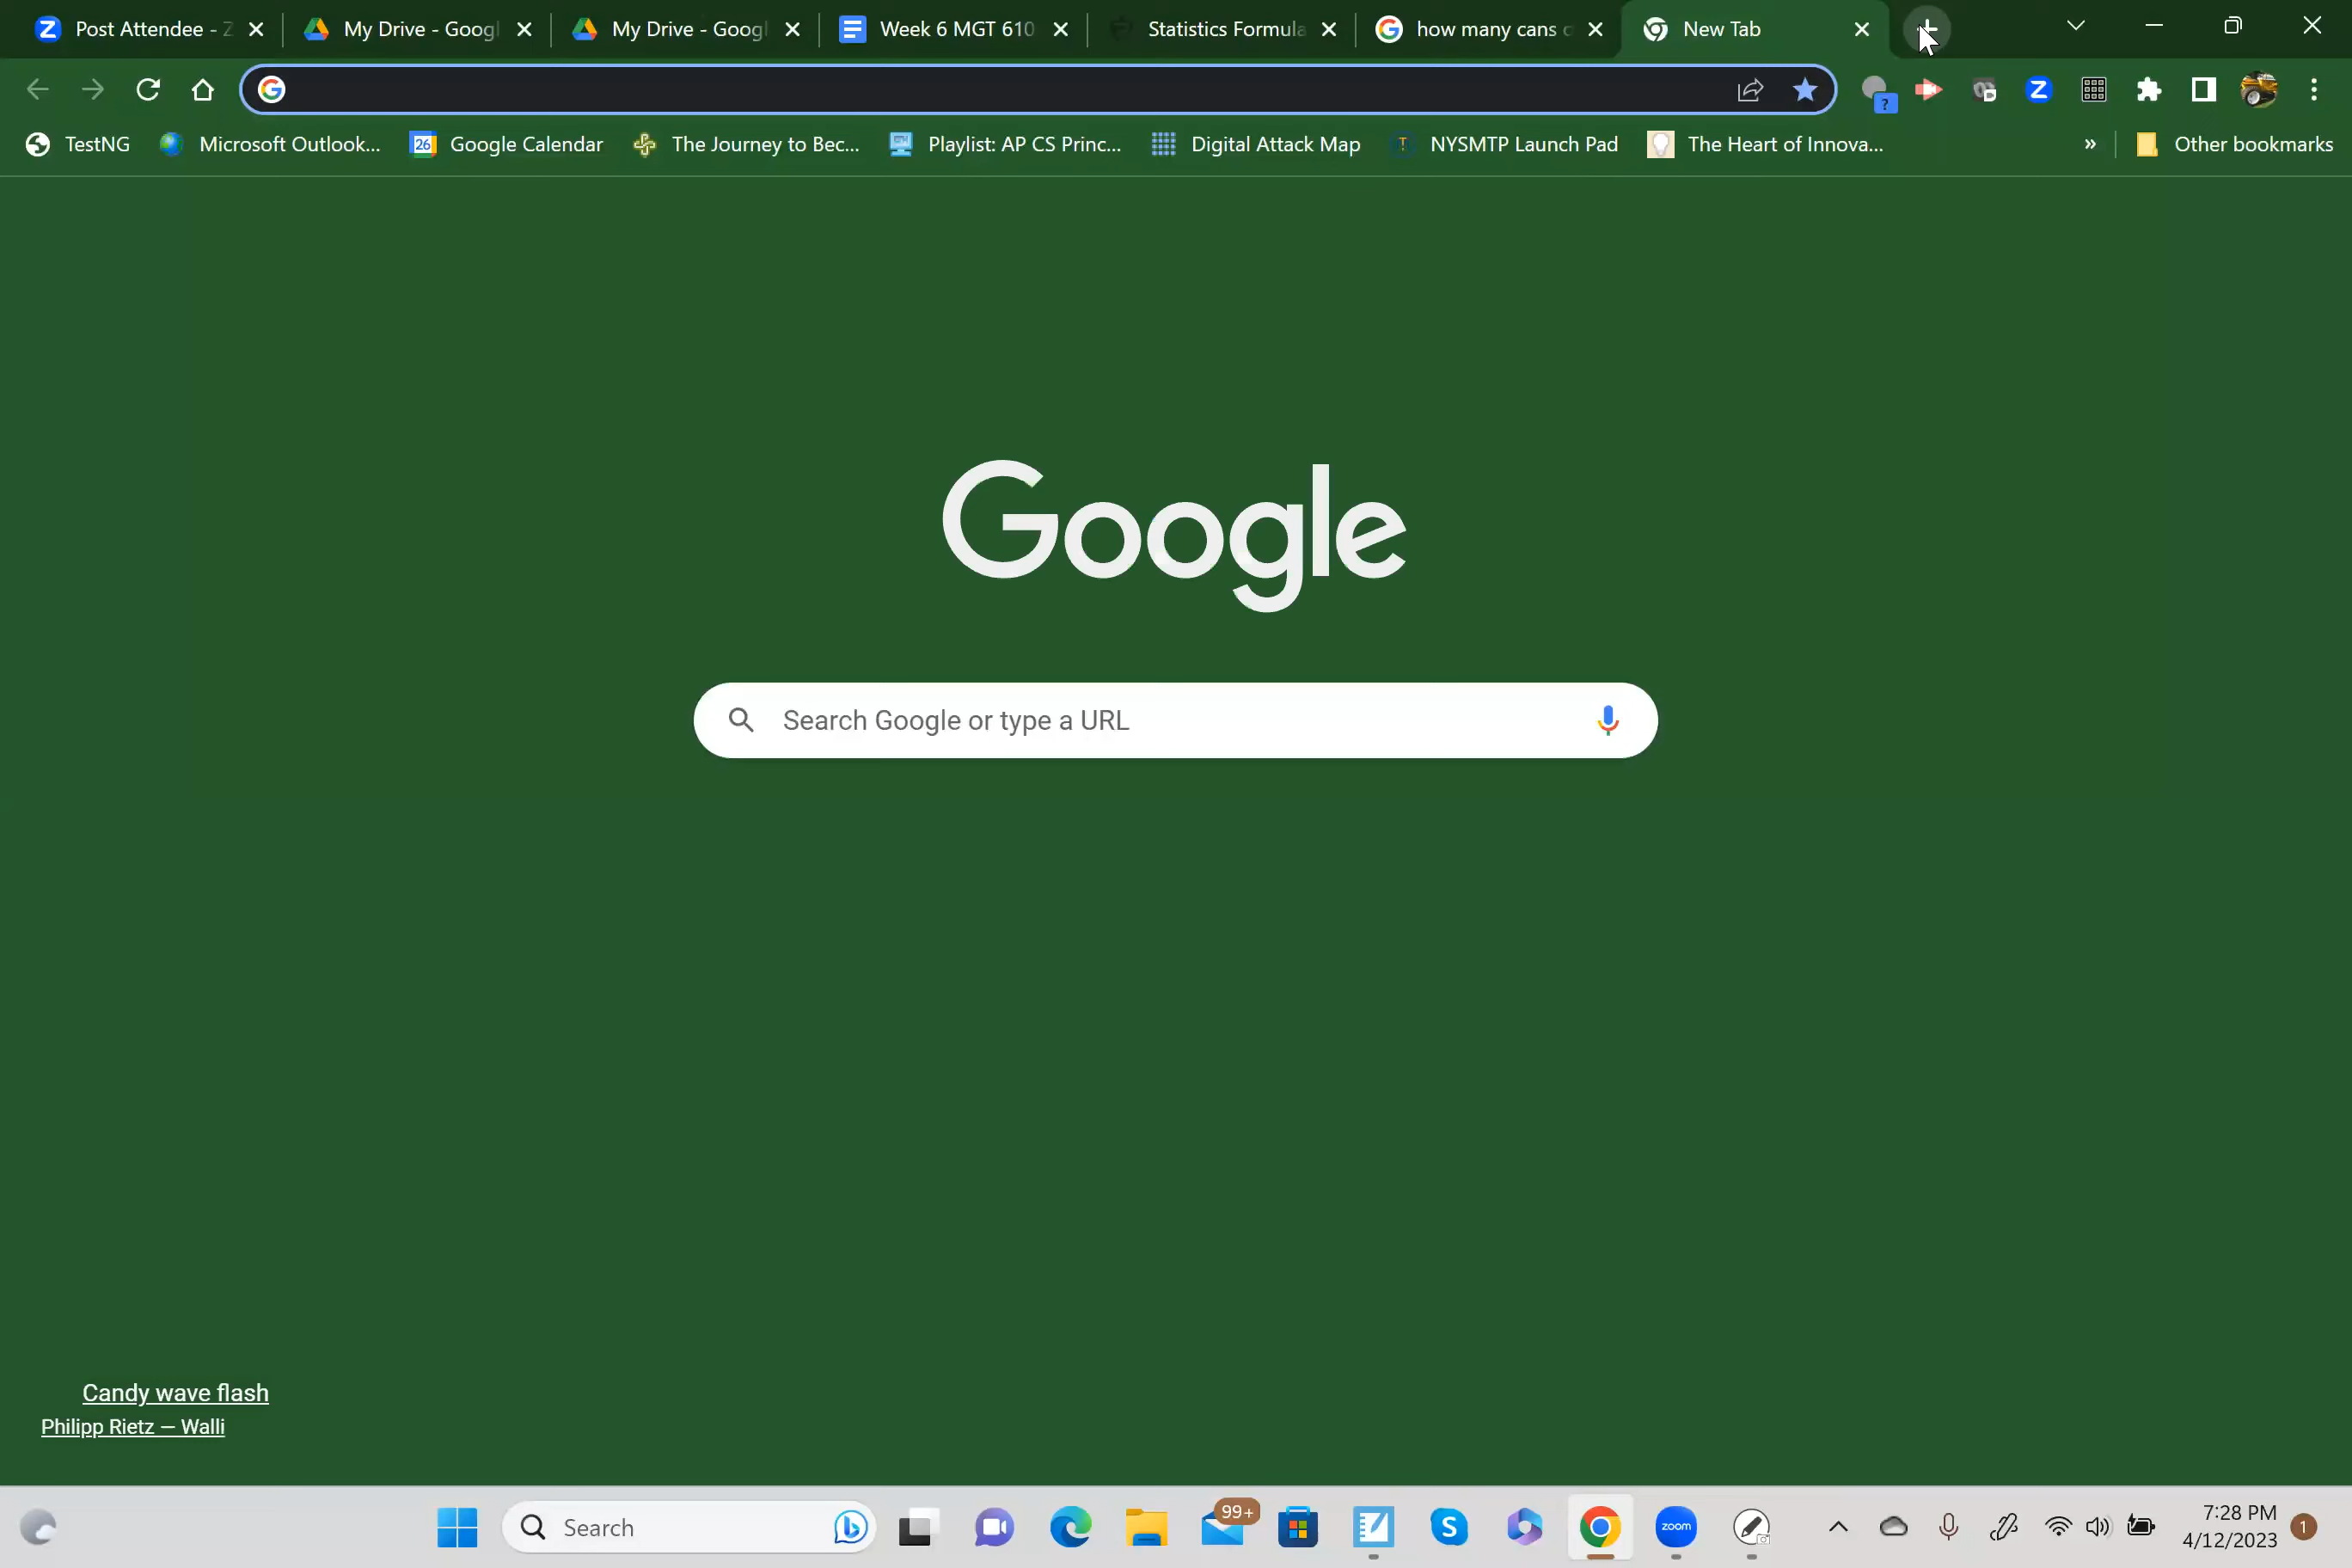 Post Attendee - Z
My Drive - Googl
My Drive - Googl
Week 6 MGT 610
Statistics Formula
how many cans o
New Tab
TestNG
Microsoft Outlook...
26
Google Calendar
The Journey to Bec...
Playlist: AP CS Princ...
Digital Attack Map
NYSMTP Launch Pad
The Heart of Innova...
»
Other bookmarks
Google
Search Google or type a URL
Candy wave flash
Philipp Rietz — Walli
Search
99+
zoom
7:28 PM
4/12/2023
1